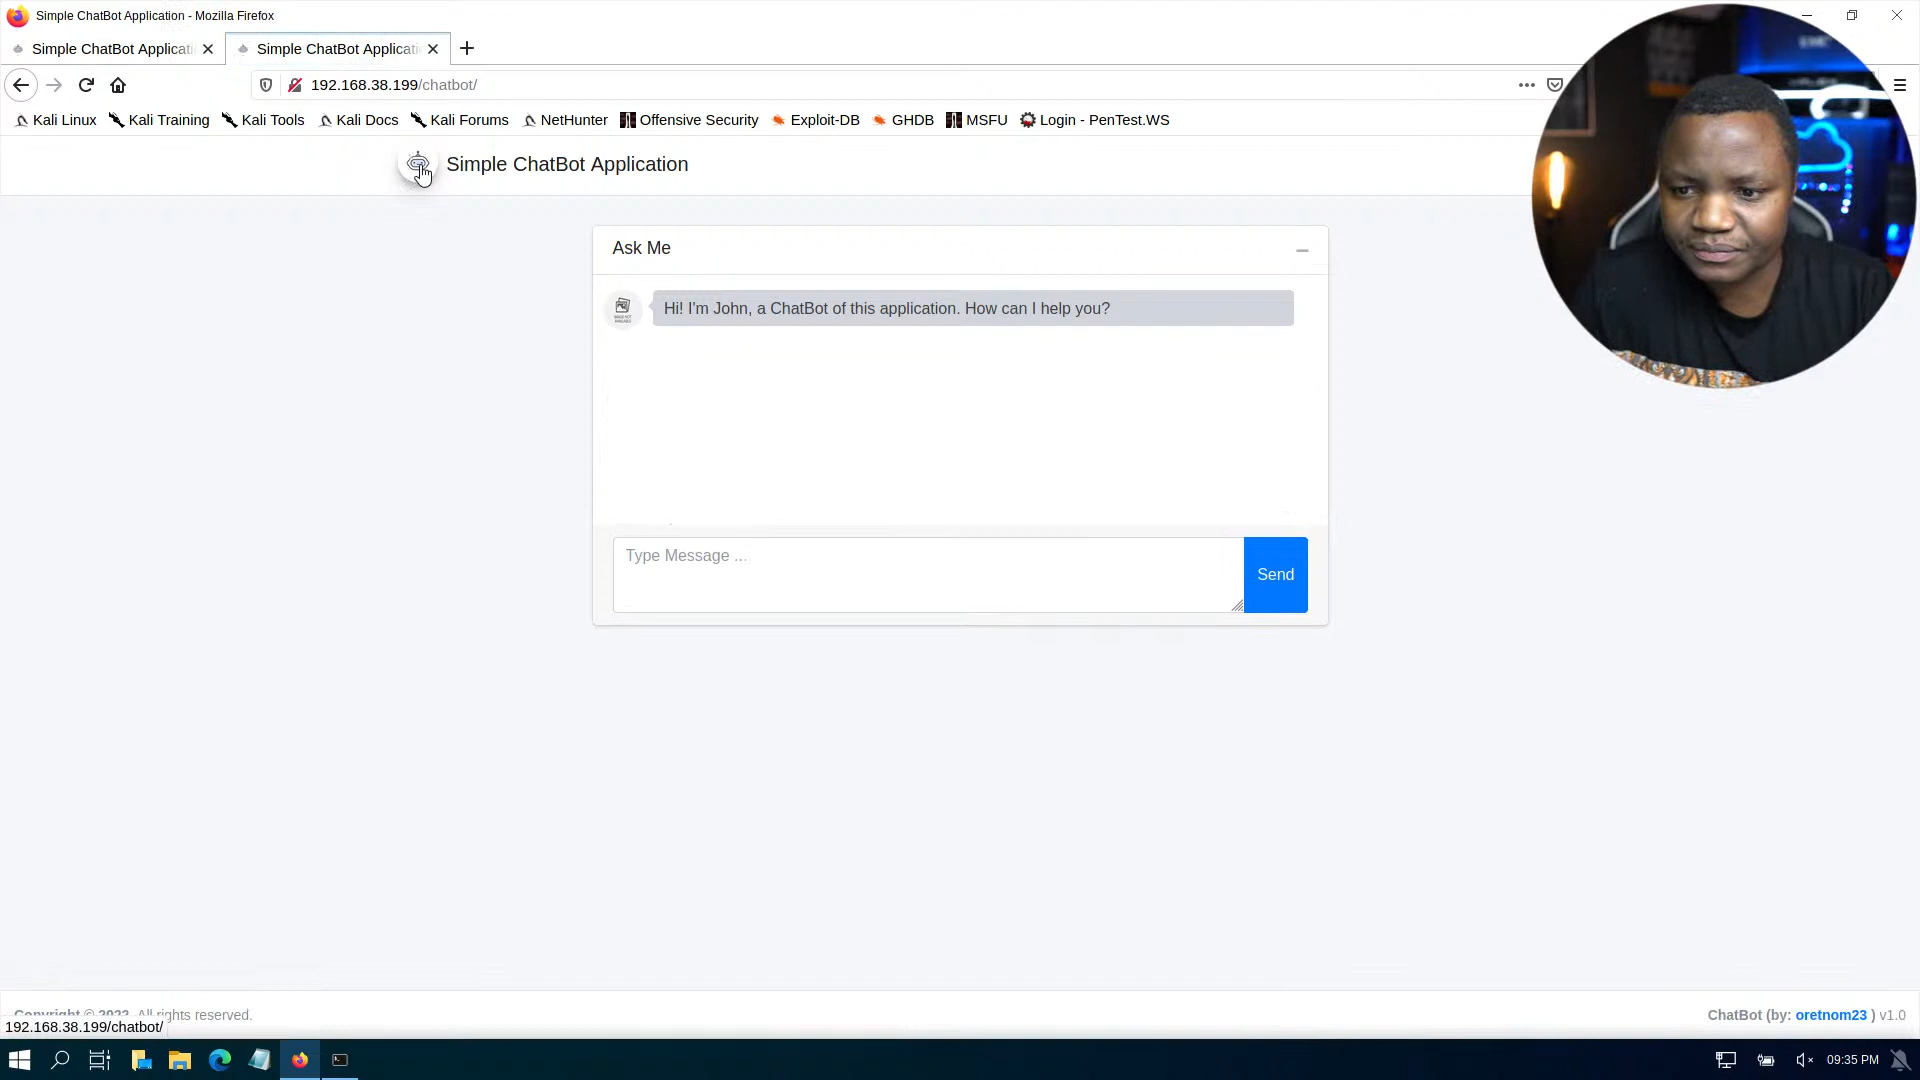 Simple ChatBot Application - Mozilla Firefox
Simple ChatBot Applicati
Simple ChatBot Applicati
192.168.38.199/chatbot/
Kali Linux Kali Training Kali Tools Kali Docs Kali Forums NetHunter Offensive Security Exploit-DB GHDB MSFU Login - PenTest.WS
Simple ChatBot Application
Ask Me
Hi! I'm John, a ChatBot of this application. How can I help you?
Type Message ...
Send
Copyright © 2022. All rights reserved.
ChatBot (by: oretnom23 ) v1.0
192.168.38.199/chatbot/
09:35 PM